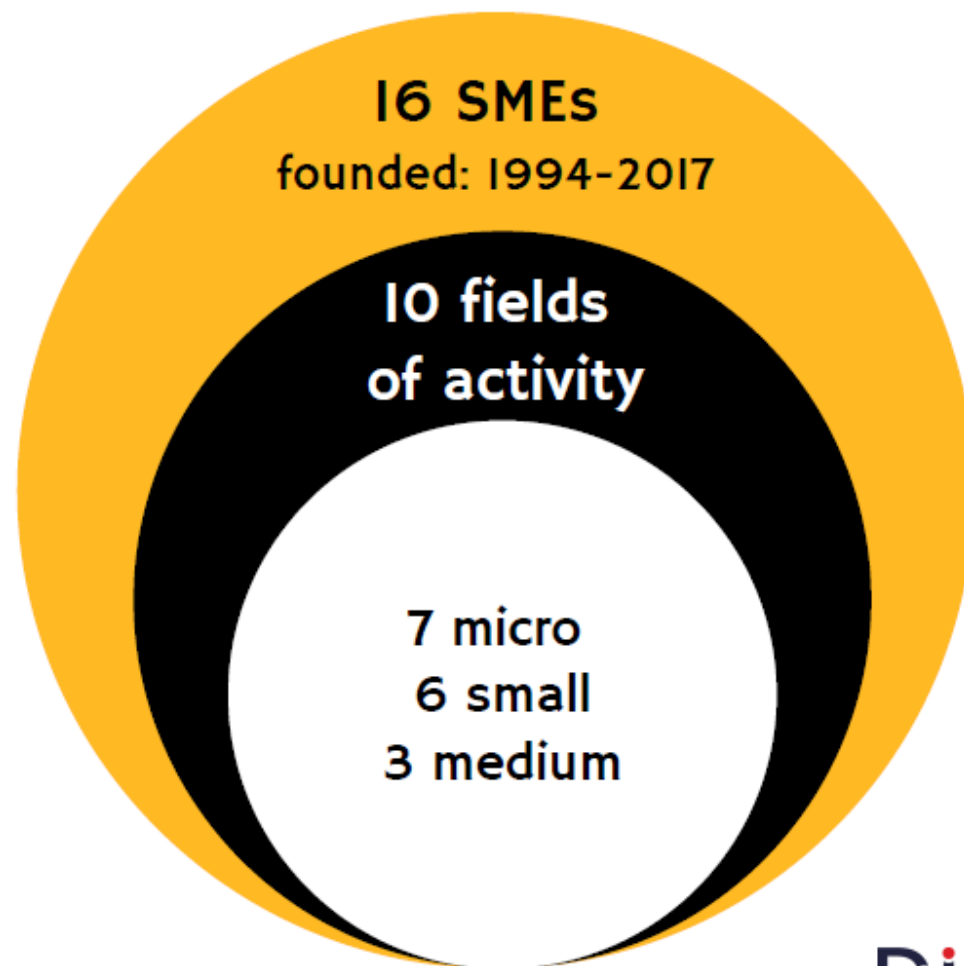 16 SMEs
founded: 1994-2017
10 fields
of activity
7 micro
6 small
3 medium